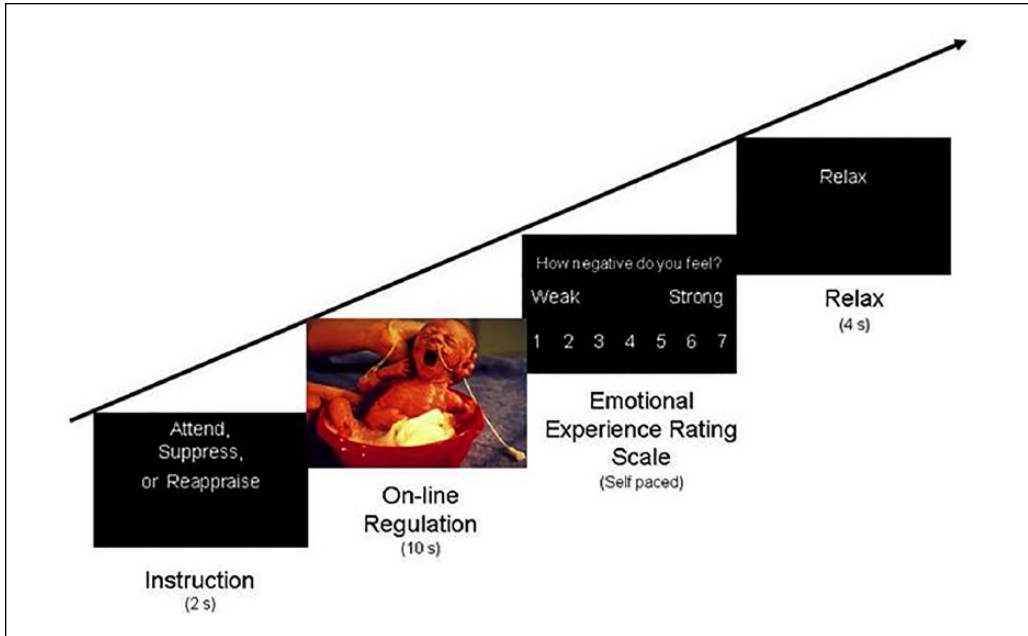 Attend,
Suppress,
or Reappraise
Instruction
(2 s)
On-line
Regulation
(10 s)
How negative do you feel?
Weak Strong
1 2 3 4 5 6 7
Emotional
Experience Rating
Scale
(Self paced)
Relax
Relax
(4 s)